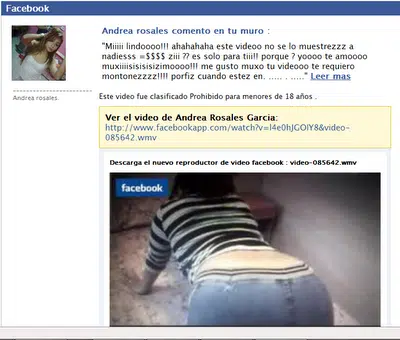 Facebook
Andrea rosales comento en tu muro :
"Miiiii lindoooo!!! ahahahaha este videoo no se lo muestrezzz a
nadiesss =$$$$ ziii ?? es solo para tiii!! porque ? yoooo te amoooo
muxiiiisisisisizimoooo!!! me gusto muxo tu videooo te requiero
montonezzzz!!!! porfiz cuando estez en. ..... . ....." Leer mas
Andrea rosales.
Este video fue clasificado Prohibido para menores de 18 años .
Ver el video de Andrea Rosales Garcia:
http://www.facebookapp.com/watch?v=l4e0hJGOlY8&video-
085642.wmv
Descarga el nuevo reproductor de video facebook : video-085642.wmv
facebook